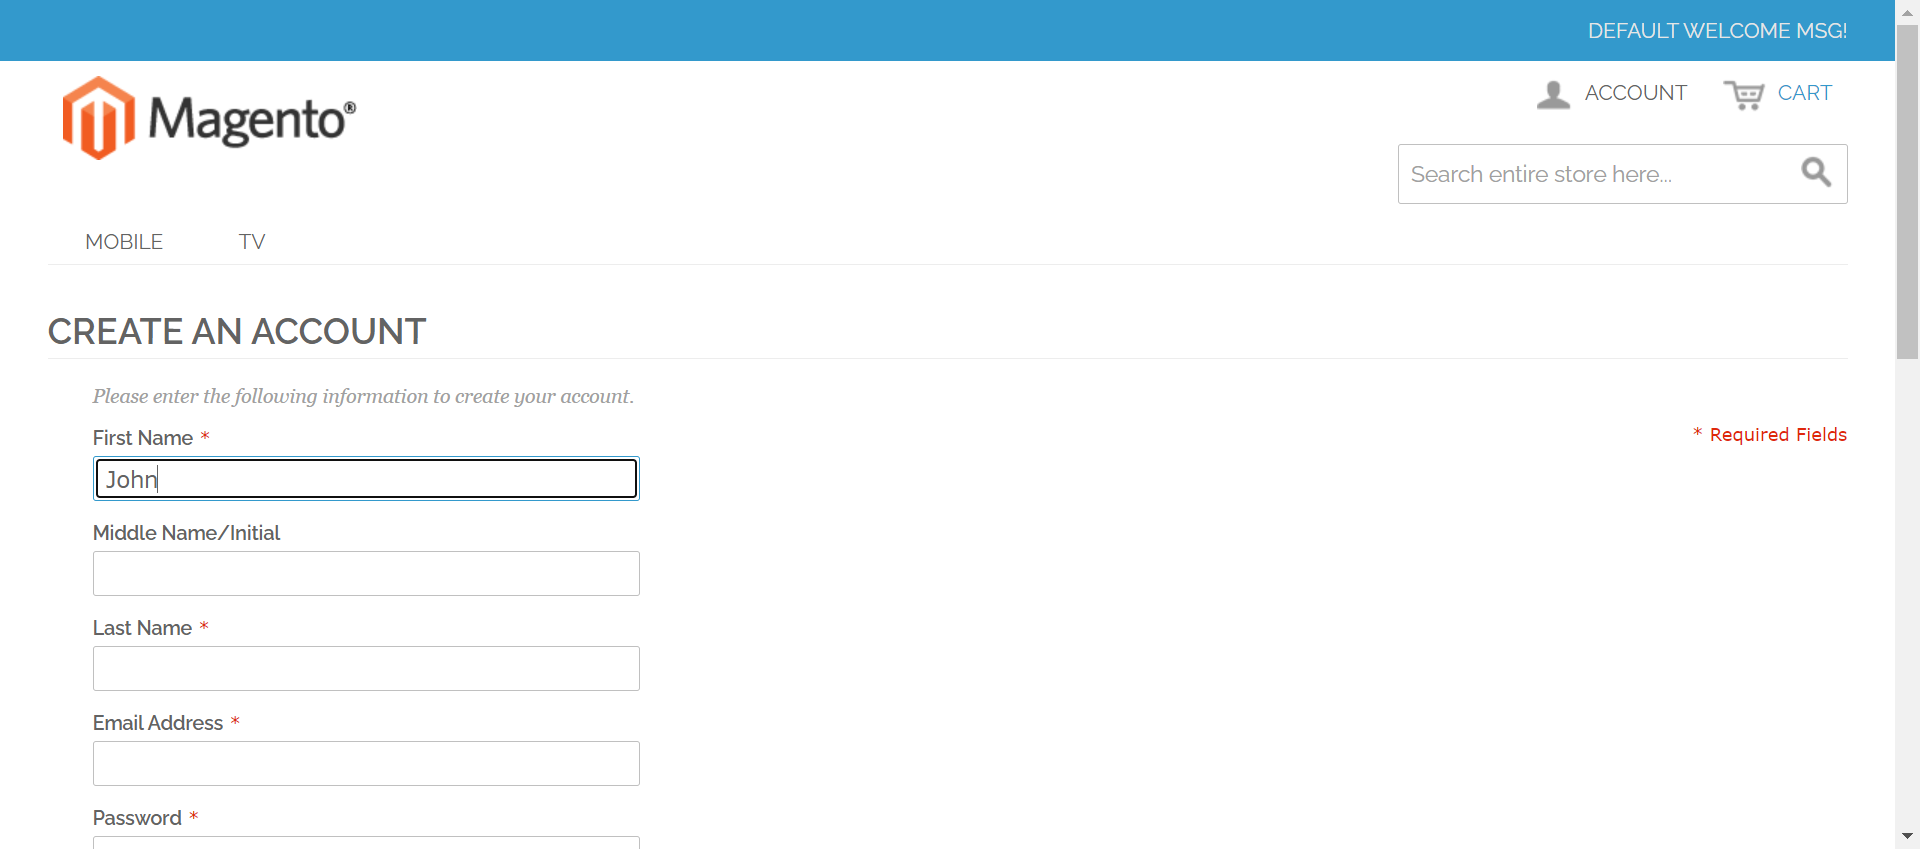 DEFAULT WELCOME MSG!
Magento®
ACCOUNT
CART
Search entire store here...
MOBILE
TV
CREATE AN ACCOUNT
Please enter the following information to create your account.
First Name *
* Required Fields
John
Middle Name/Initial
Last Name *
Email Address *
Password *